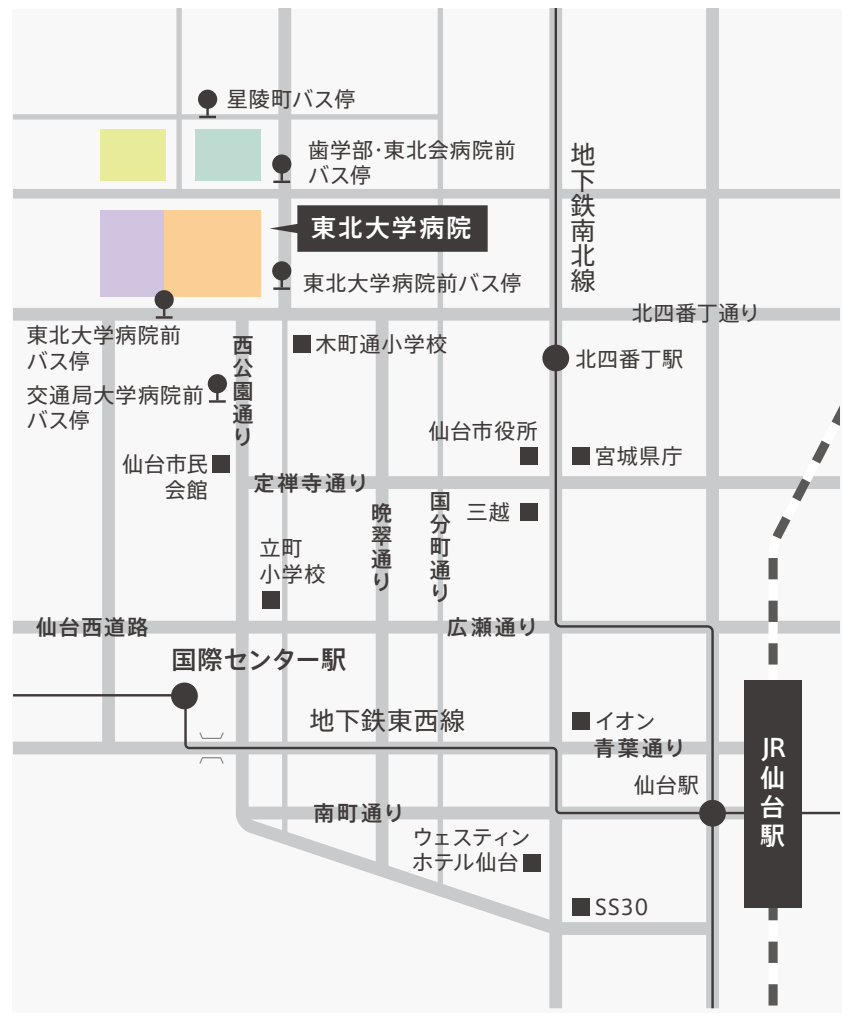 星陵町バス停
歯学部・東北会病院前
バス停
地下鉄南北線
東北大学病院
東北大学病院前バス停
北四番丁通り
東北大学病院前
バス停
西公園通り
木町通小学校
北四番丁駅
交通局大学病院前
バス停
仙台市役所
宮城県庁
仙台市民
会館
定禅寺通り
晩翠通り
国分町通り
三越
立町
小学校
仙台西道路
広瀬通り
国際センター駅
地下鉄東西線
イオン
青葉通り
JR仙台駅
仙台駅
南町通り
ウェスティン
ホテル仙台
SS30